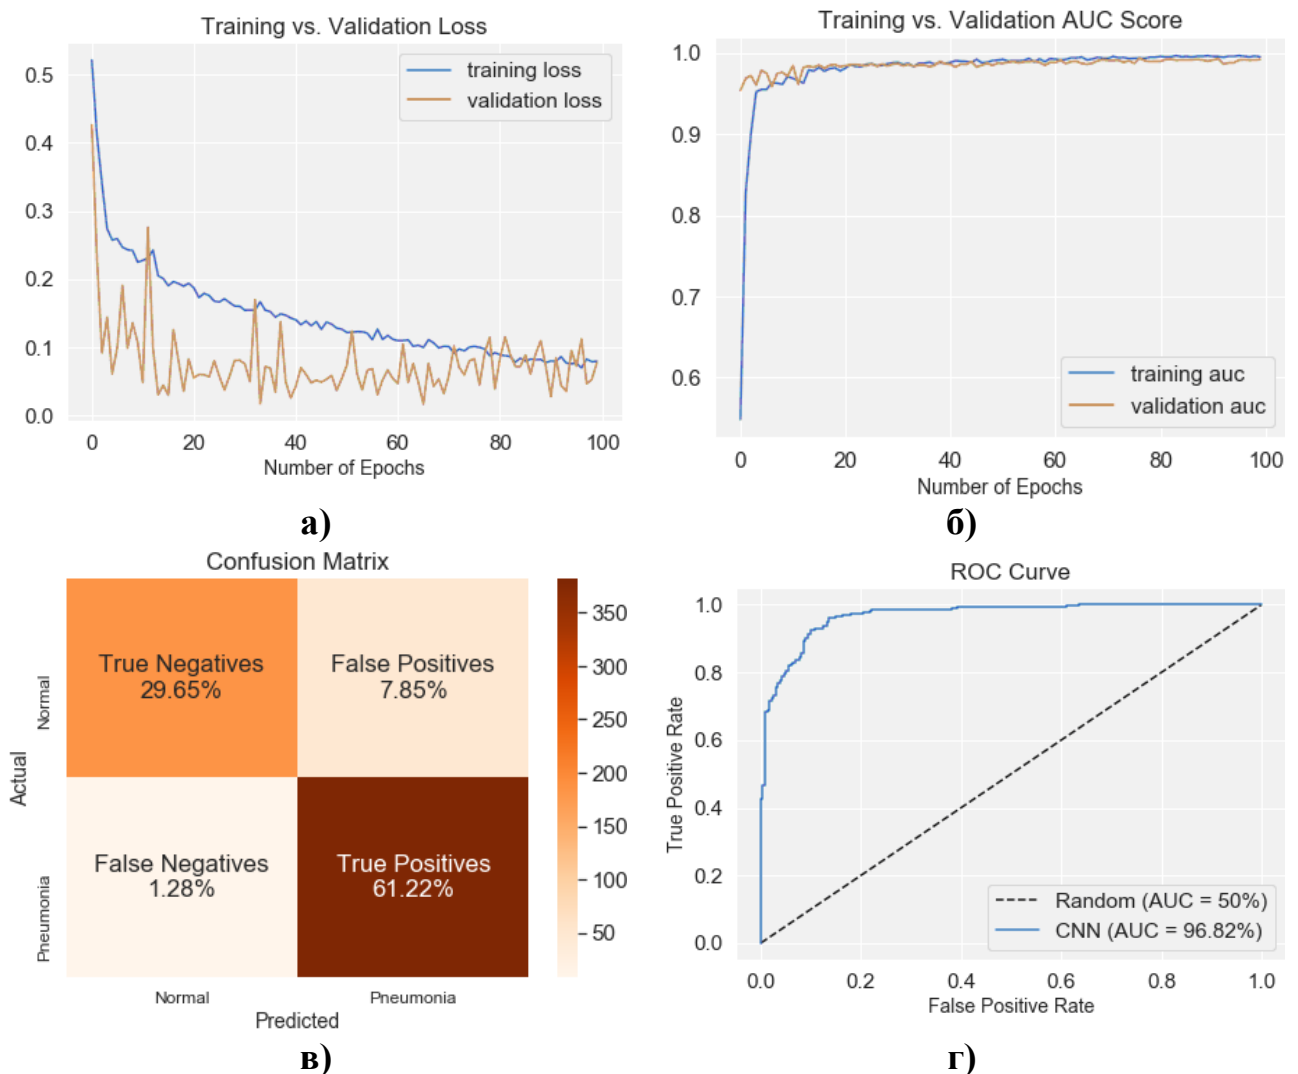 Training vs. Validation Loss
training loss
validation loss
0.5
0.4
0.3
0.2
0.1
0.0
0 20 40 60 80 100
Number of Epochs
а)
Training vs. Validation AUC Score
1.0
0.9
0.8
0.7
0.6
training auc
validation auc
0 20 40 60 80 100
Number of Epochs
б)
Confusion Matrix
Actual
Normal
Pneumonia
True Negatives
29.65%
False Positives
7.85%
False Negatives
1.28%
True Positives
61.22%
Normal Pneumonia
Predicted
350
300
250
200
150
100
50
в)
ROC Curve
True Positive Rate
1.0
0.8
0.6
0.4
0.2
0.0
Random (AUC = 50%)
CNN (AUC = 96.82%)
0.0 0.2 0.4 0.6 0.8 1.0
False Positive Rate
г)